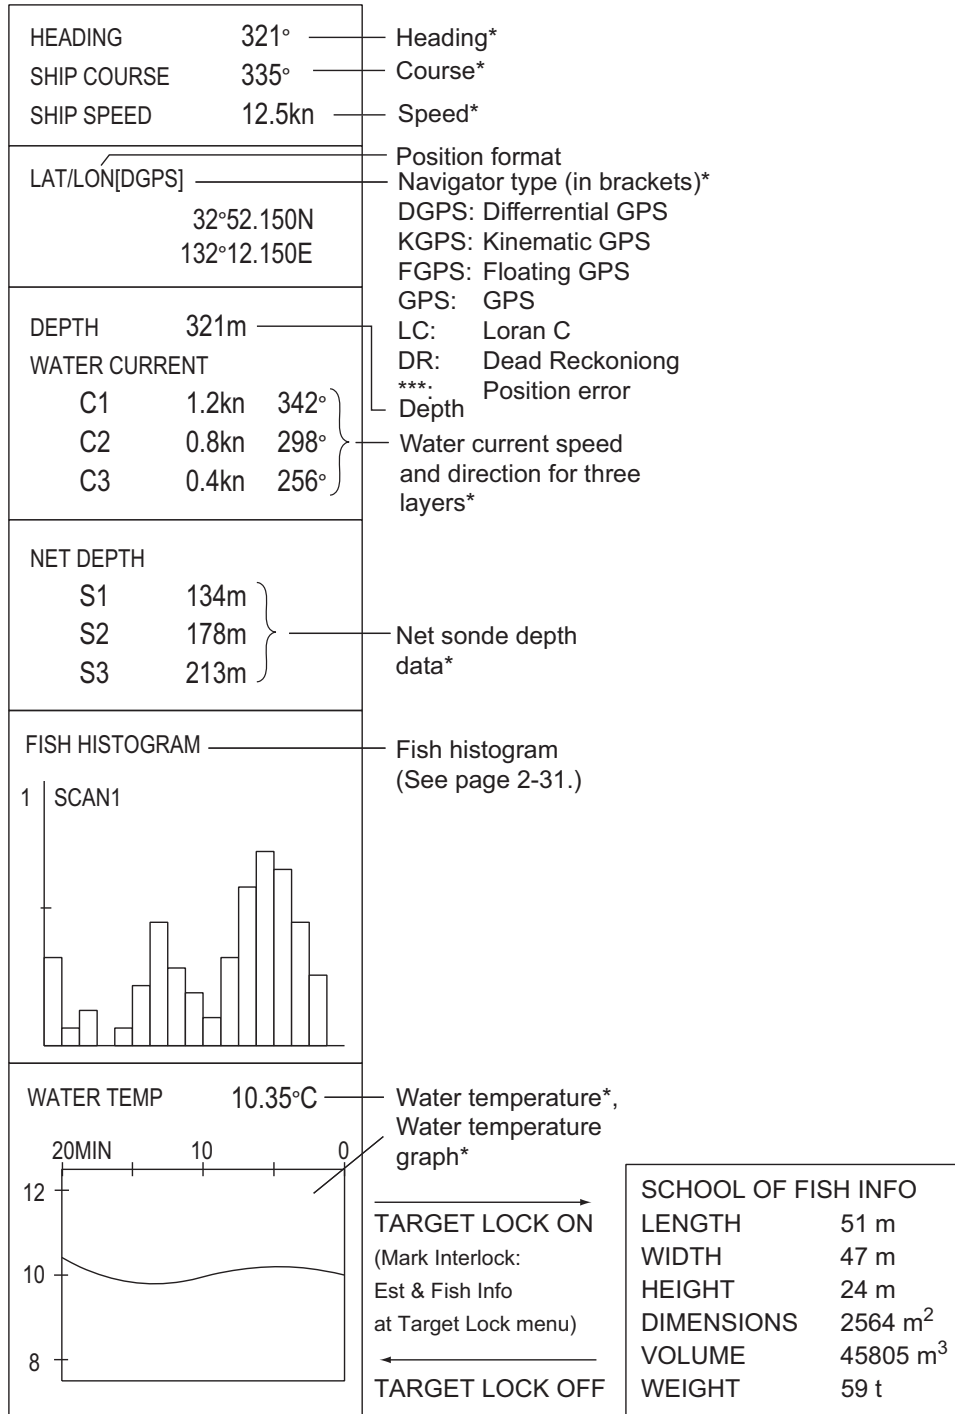 HEADING 321° Heading*
SHIP COURSE 335° Course*
SHIP SPEED 12.5kn Speed*
Position format
LAT/LON[DGPS] Navigator type (in brackets)*
DGPS: Differrential GPS
32°52.150N
KGPS: Kinematic GPS
132°12.150E
FGPS: Floating GPS
GPS: GPS
DEPTH 321m
LC: Loran C
WATER CURRENT
DR: Dead Reckoniong
***: Position error
Depth
C1 1.2kn 342°
C2 0.8kn 298°
C3 0.4kn 256°
Water current speed
and direction for three
layers*
NET DEPTH
S1 134m
S2 178m
S3 213m
Net sonde depth
data*
FISH HISTOGRAM
Fish histogram
(See page 2-31.)
1 SCAN1
WATER TEMP 10.35°C
Water temperature*,
Water temperature
graph*
20MIN 10 0
12
10
8
TARGET LOCK ON
(Mark Interlock:
Est & Fish Info
at Target Lock menu)
TARGET LOCK OFF
SCHOOL OF FISH INFO
LENGTH 51 m
WIDTH 47 m
HEIGHT 24 m
DIMENSIONS 2564 m2
VOLUME 45805 m3
WEIGHT 59 t